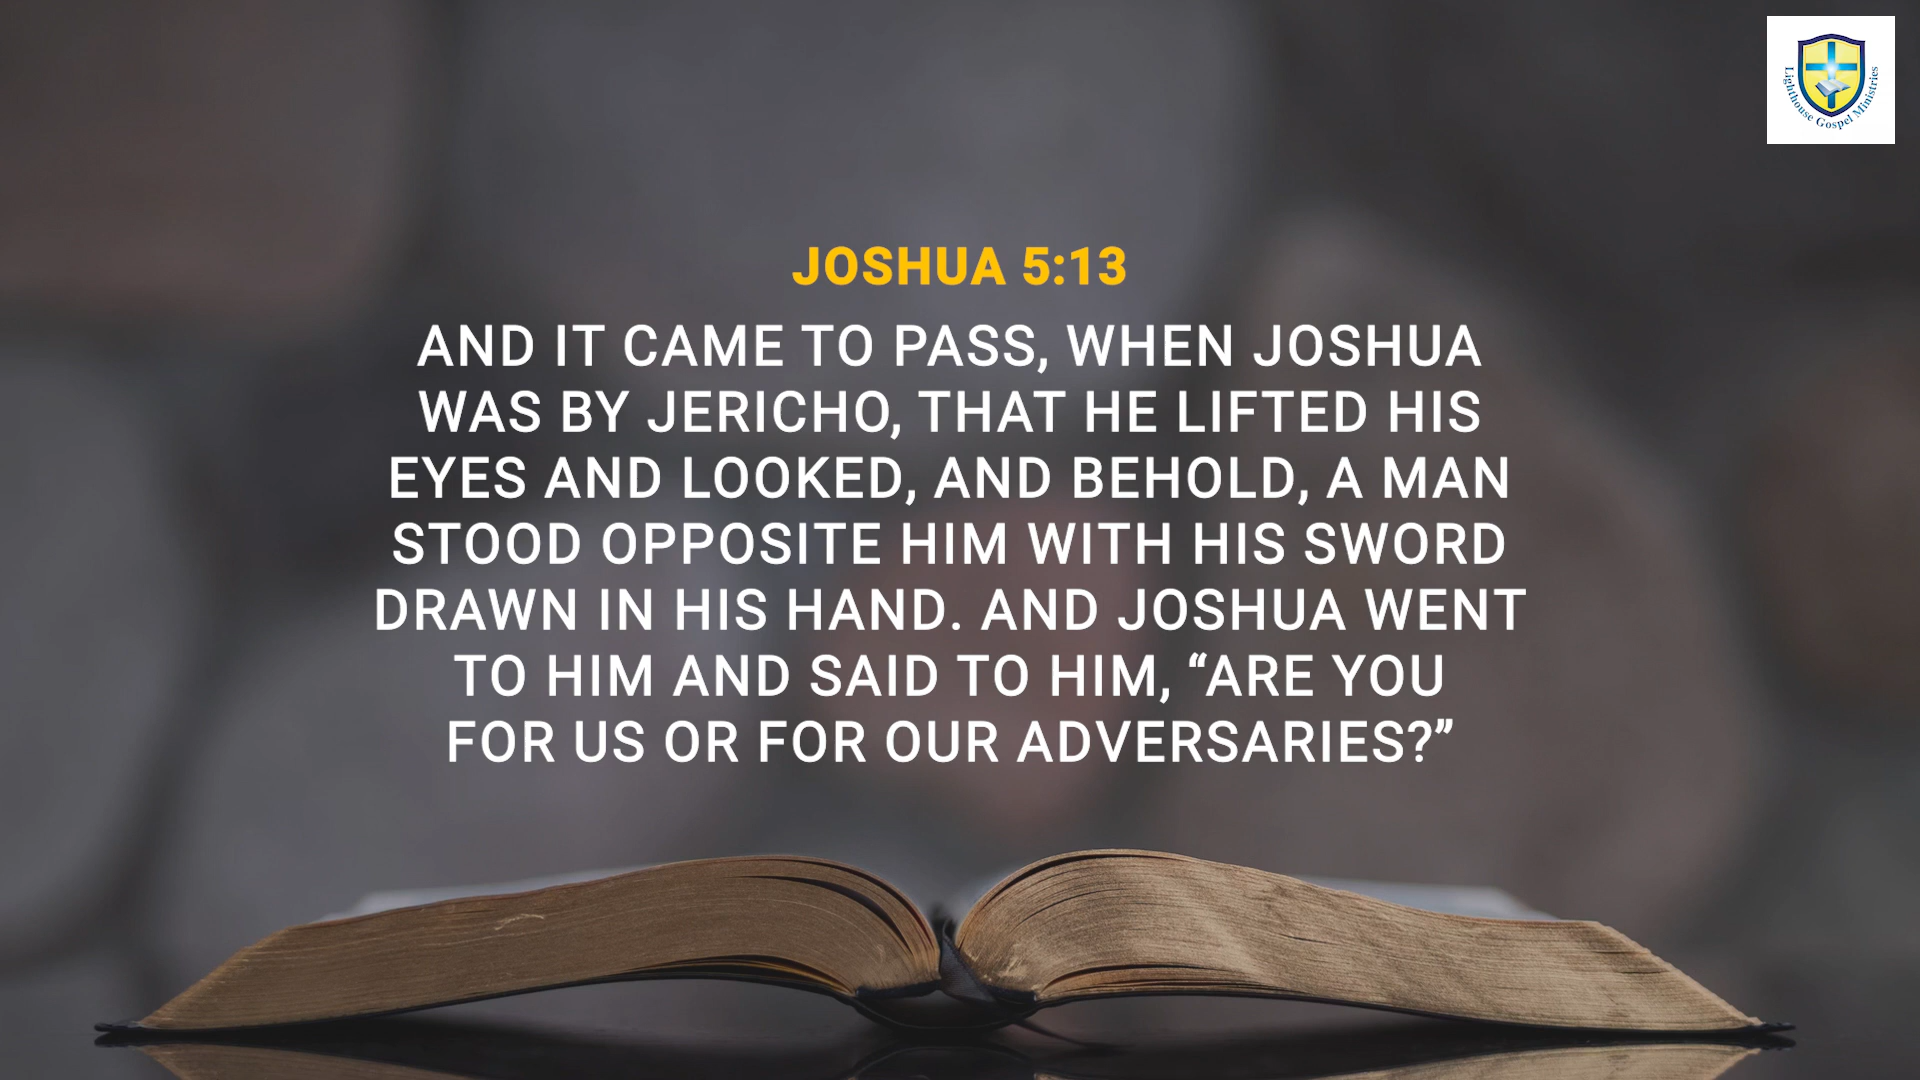 Lighthouse Gospel Ministries
JOSHUA 5:13
AND IT CAME TO PASS, WHEN JOSHUA
WAS BY JERICHO, THAT HE LIFTED HIS
EYES AND LOOKED, AND BEHOLD, A MAN
STOOD OPPOSITE HIM WITH HIS SWORD
DRAWN IN HIS HAND. AND JOSHUA WENT
TO HIM AND SAID TO HIM, “ARE YOU
FOR US OR FOR OUR ADVERSARIES?”